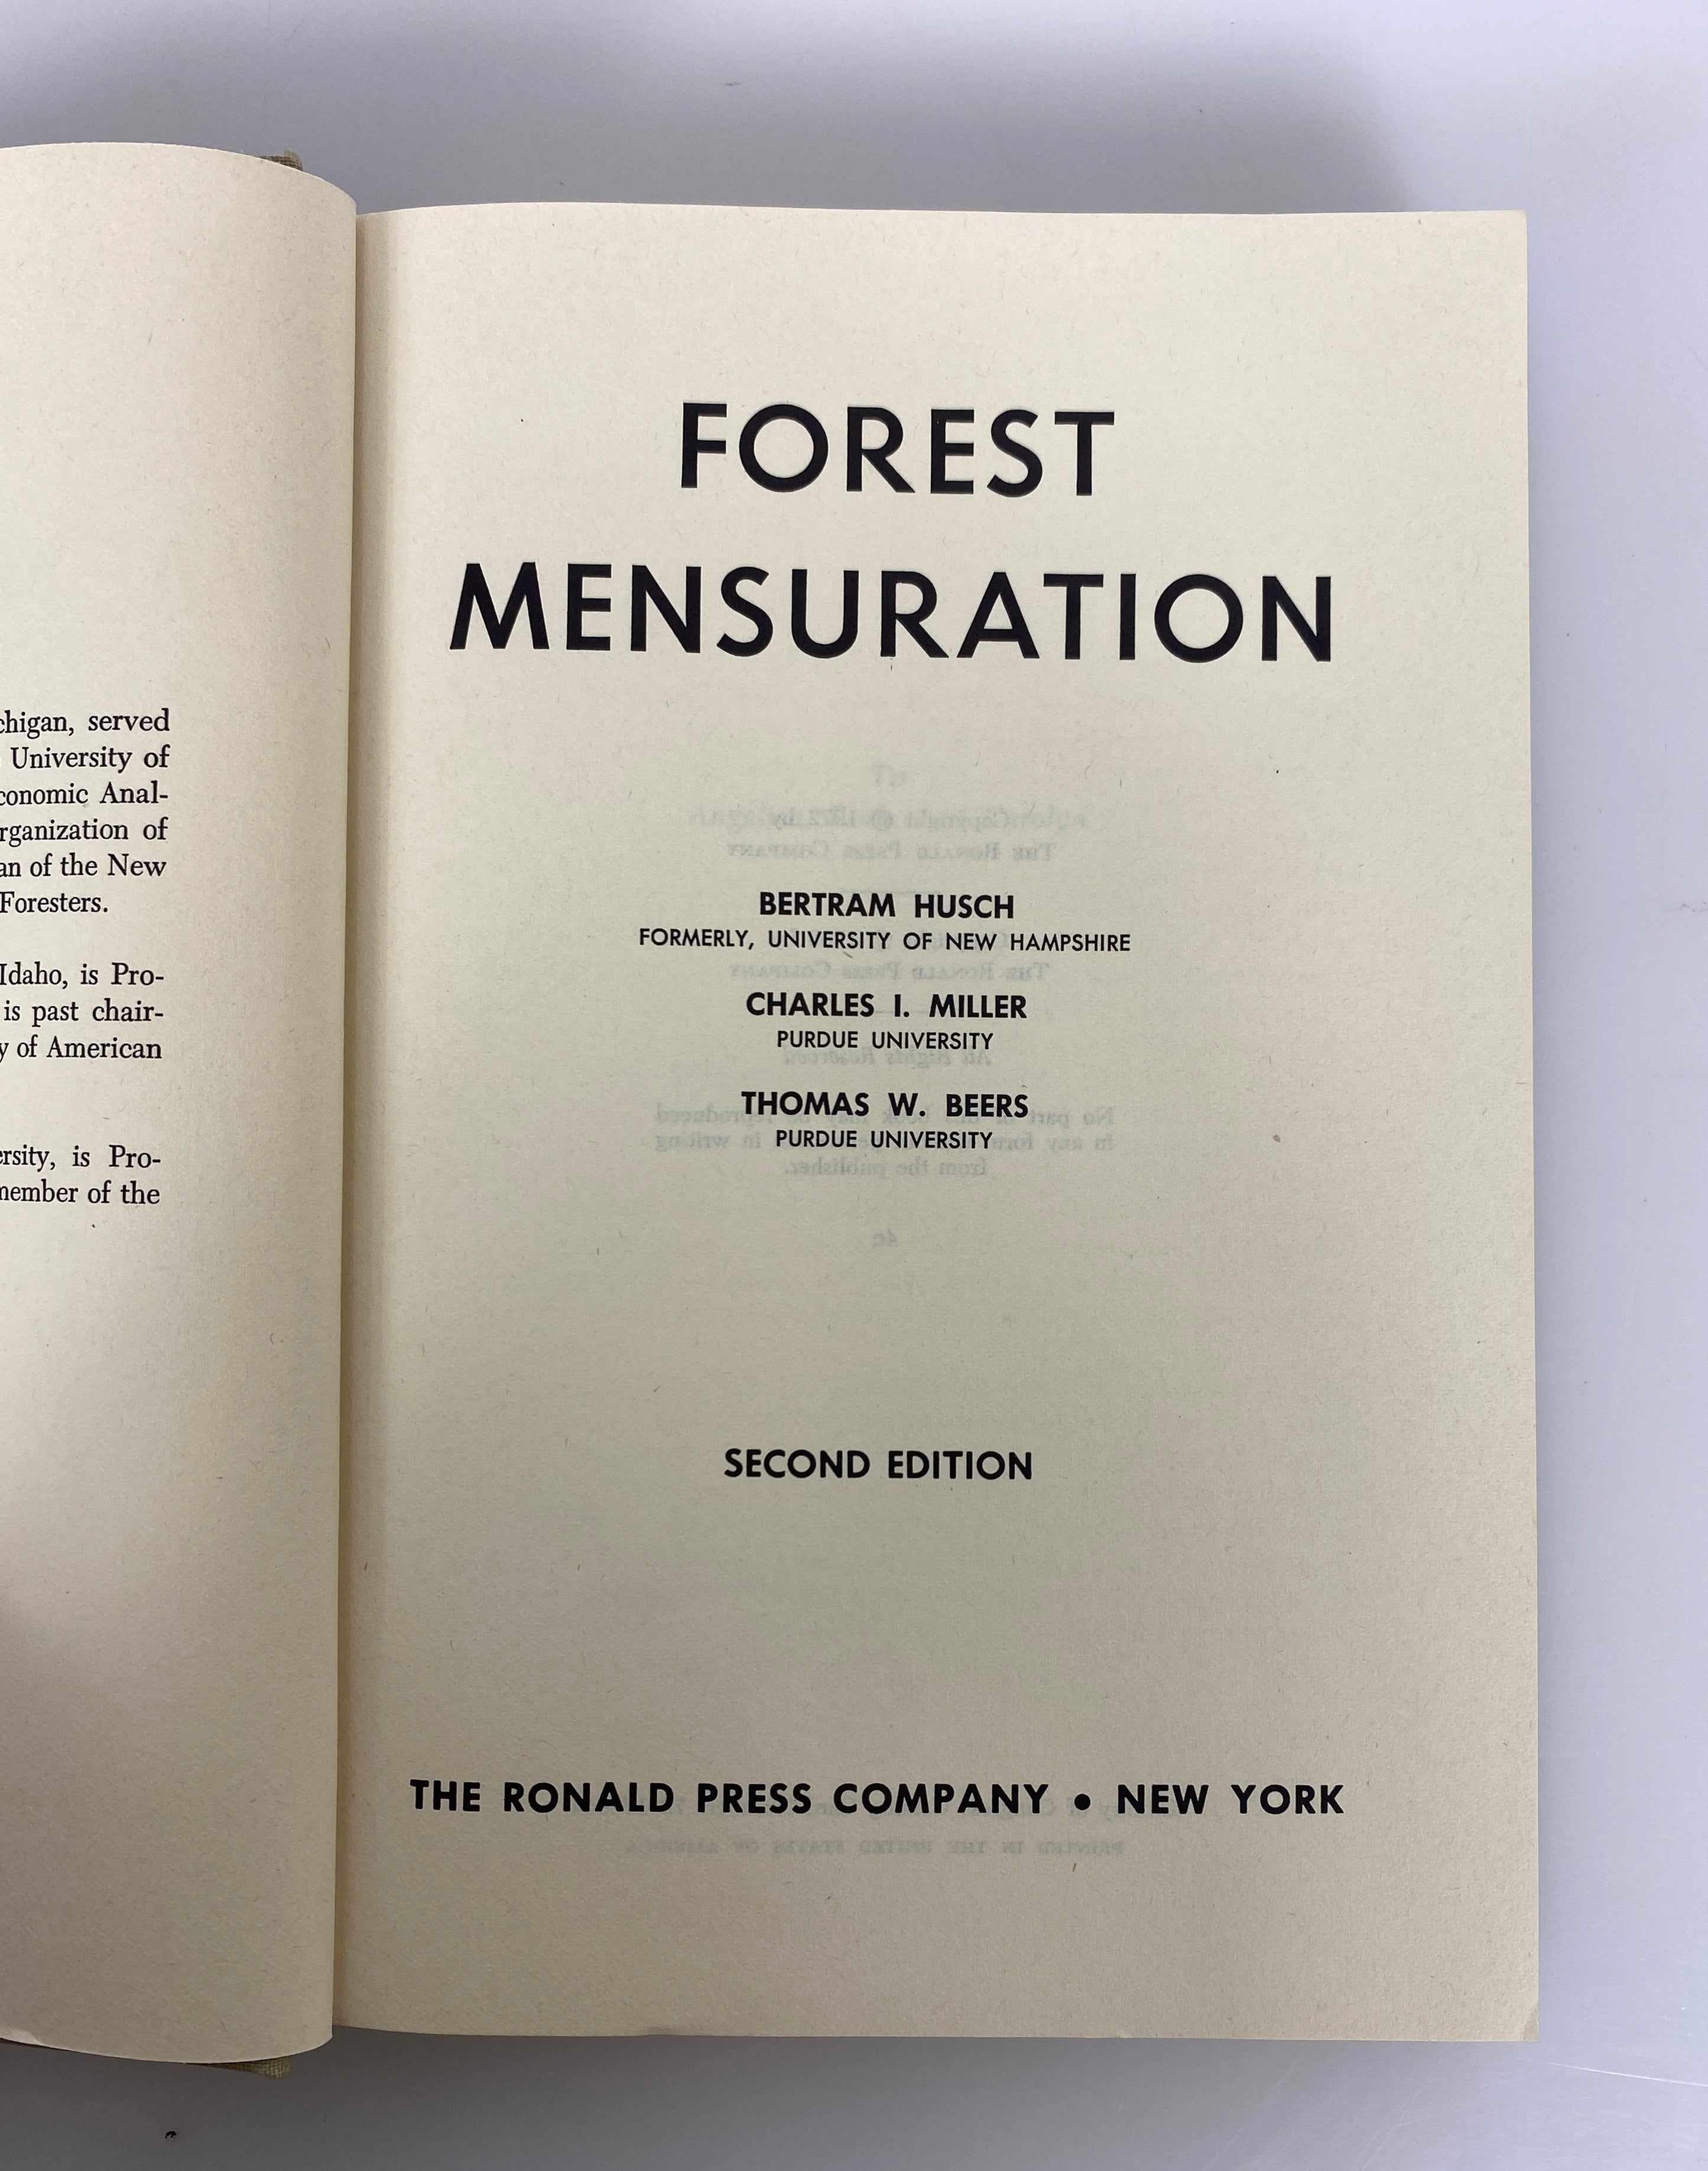 chigan, served
University of
conomic Anal-
rganization of
an of the New
Foresters.
Idaho, is Pro-
is past chair-
y of American
ersity, is Pro-
member of the
FOREST
MENSURATION
BERTRAM HUSCH
FORMERLY, UNIVERSITY OF NEW HAMPSHIRE
CHARLES I. MILLER
PURDUE UNIVERSITY
THOMAS W. BEERS
PURDUE UNIVERSITY
SECOND EDITION
THE RONALD PRESS COMPANY • NEW YORK